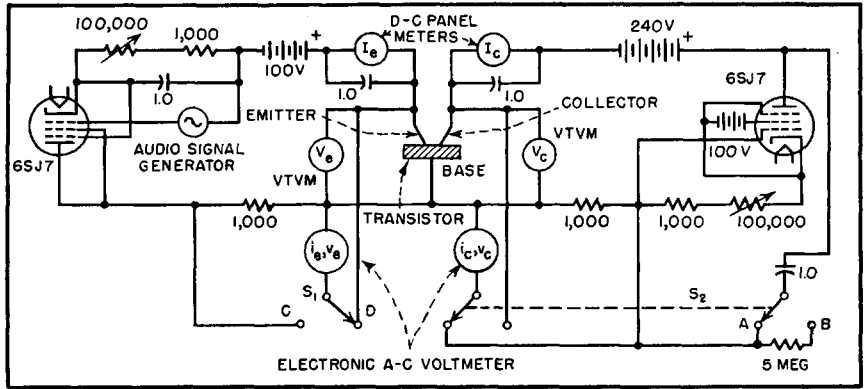 D-C PANEL
METERS
100,000
1,000
100V
+
Ie
Ic
240V
+
1.0
1.0
1.0
6SJ7
6SJ7
EMITTER
COLLECTOR
AUDIO SIGNAL
GENERATOR
Ve
VTVM
Vc
VTVM
100 V
BASE
TRANSISTOR
1,000
1,000
1,000
100,000
ie,ve
ic,vc
1.0
S1
S2
C
D
A
B
ELECTRONIC A-C VOLTMETER
5 MEG